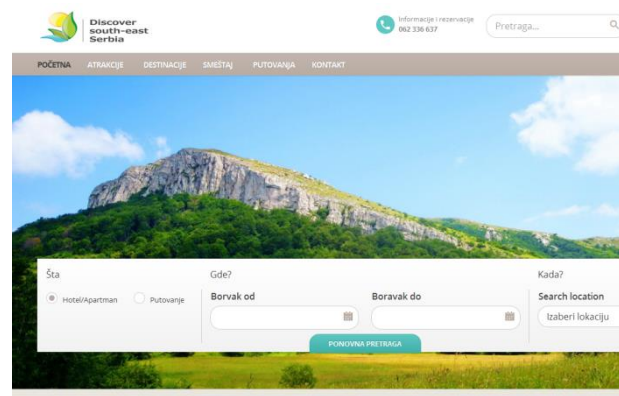 Discover
south-east
Serbia
Informacije i rezervacije
062 336 637
Pretraga...
POČETNA ATRAKCIJE DESTINACIJE SMEŠTAJ PUTOVANJA KONTAKT
Šta Gde? Kada?
Hotel/Apartman Putovanje Borvak od Boravak do Search location
Izaberi lokaciju
PONOVNA PRETRAGA